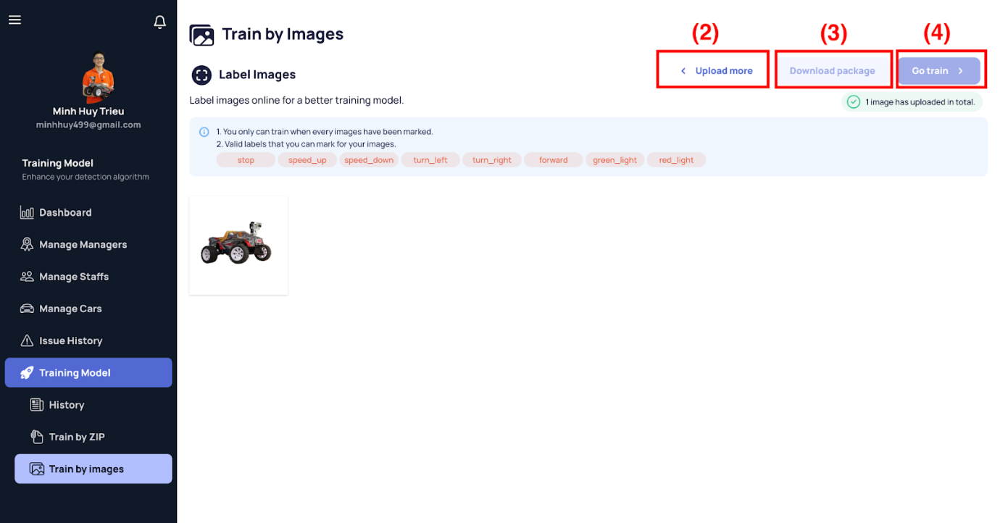 Minh Huy Trieu
minhhuy499@gmail.com
Training Model
Enhance your detection algorithm
Dashboard
Manage Managers
Manage Staffs
Manage Cars
Issue History
Training Model
History
Train by ZIP
Train by images
Train by Images
(2)
(3)
(4)
Label Images
Upload more
Download package
Go train
Label images online for a better training model.
1 image has uploaded in total.
1. You only can train when every images have been marked.
2. Valid labels that you can mark for your images.
stop speed_up speed_down turn_left turn_right forward green_light red_light